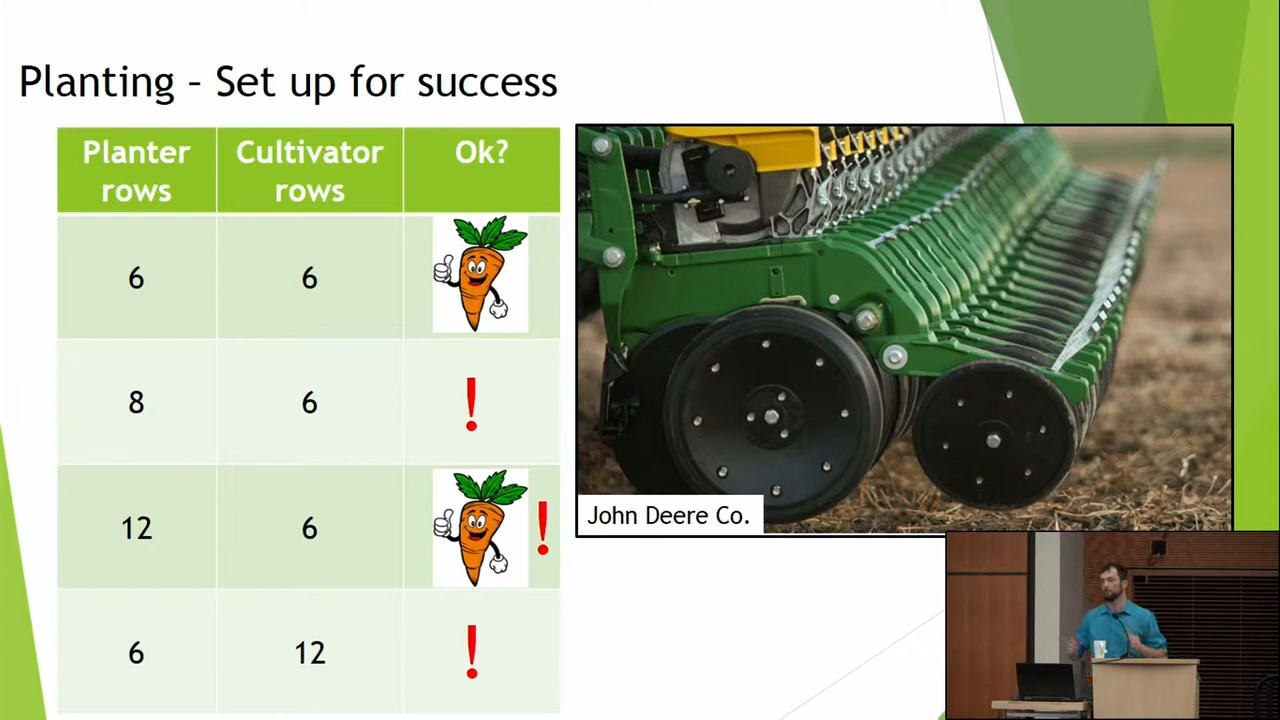 Planting – Set up for success
Planter rows
Cultivator rows
Ok?
6
6
8
6
!
12
6
!
6
12
!
John Deere Co.